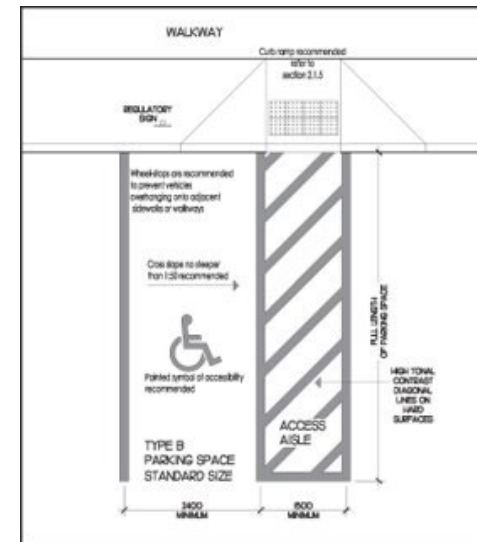 WALKWAY
Curb ramp recommended
refer to
section 2.1.5
REGULATORY
SIGN
Wheel-stops are recommended
to prevent vehicles
overhanging onto adjacent
sidewalks or walkways
Cross slope no steeper
than 1:50 recommended
Painted symbol of accessibility
recommended
TYPE B
PARKING SPACE
STANDARD SIZE
ACCESS
AISLE
FULL LENGTH
OF PARKING SPACE
HIGH TONAL
CONTRAST
DIAGONAL
LINES ON
HARD
SURFACES
2400
MINIMUM
1500
MINIMUM